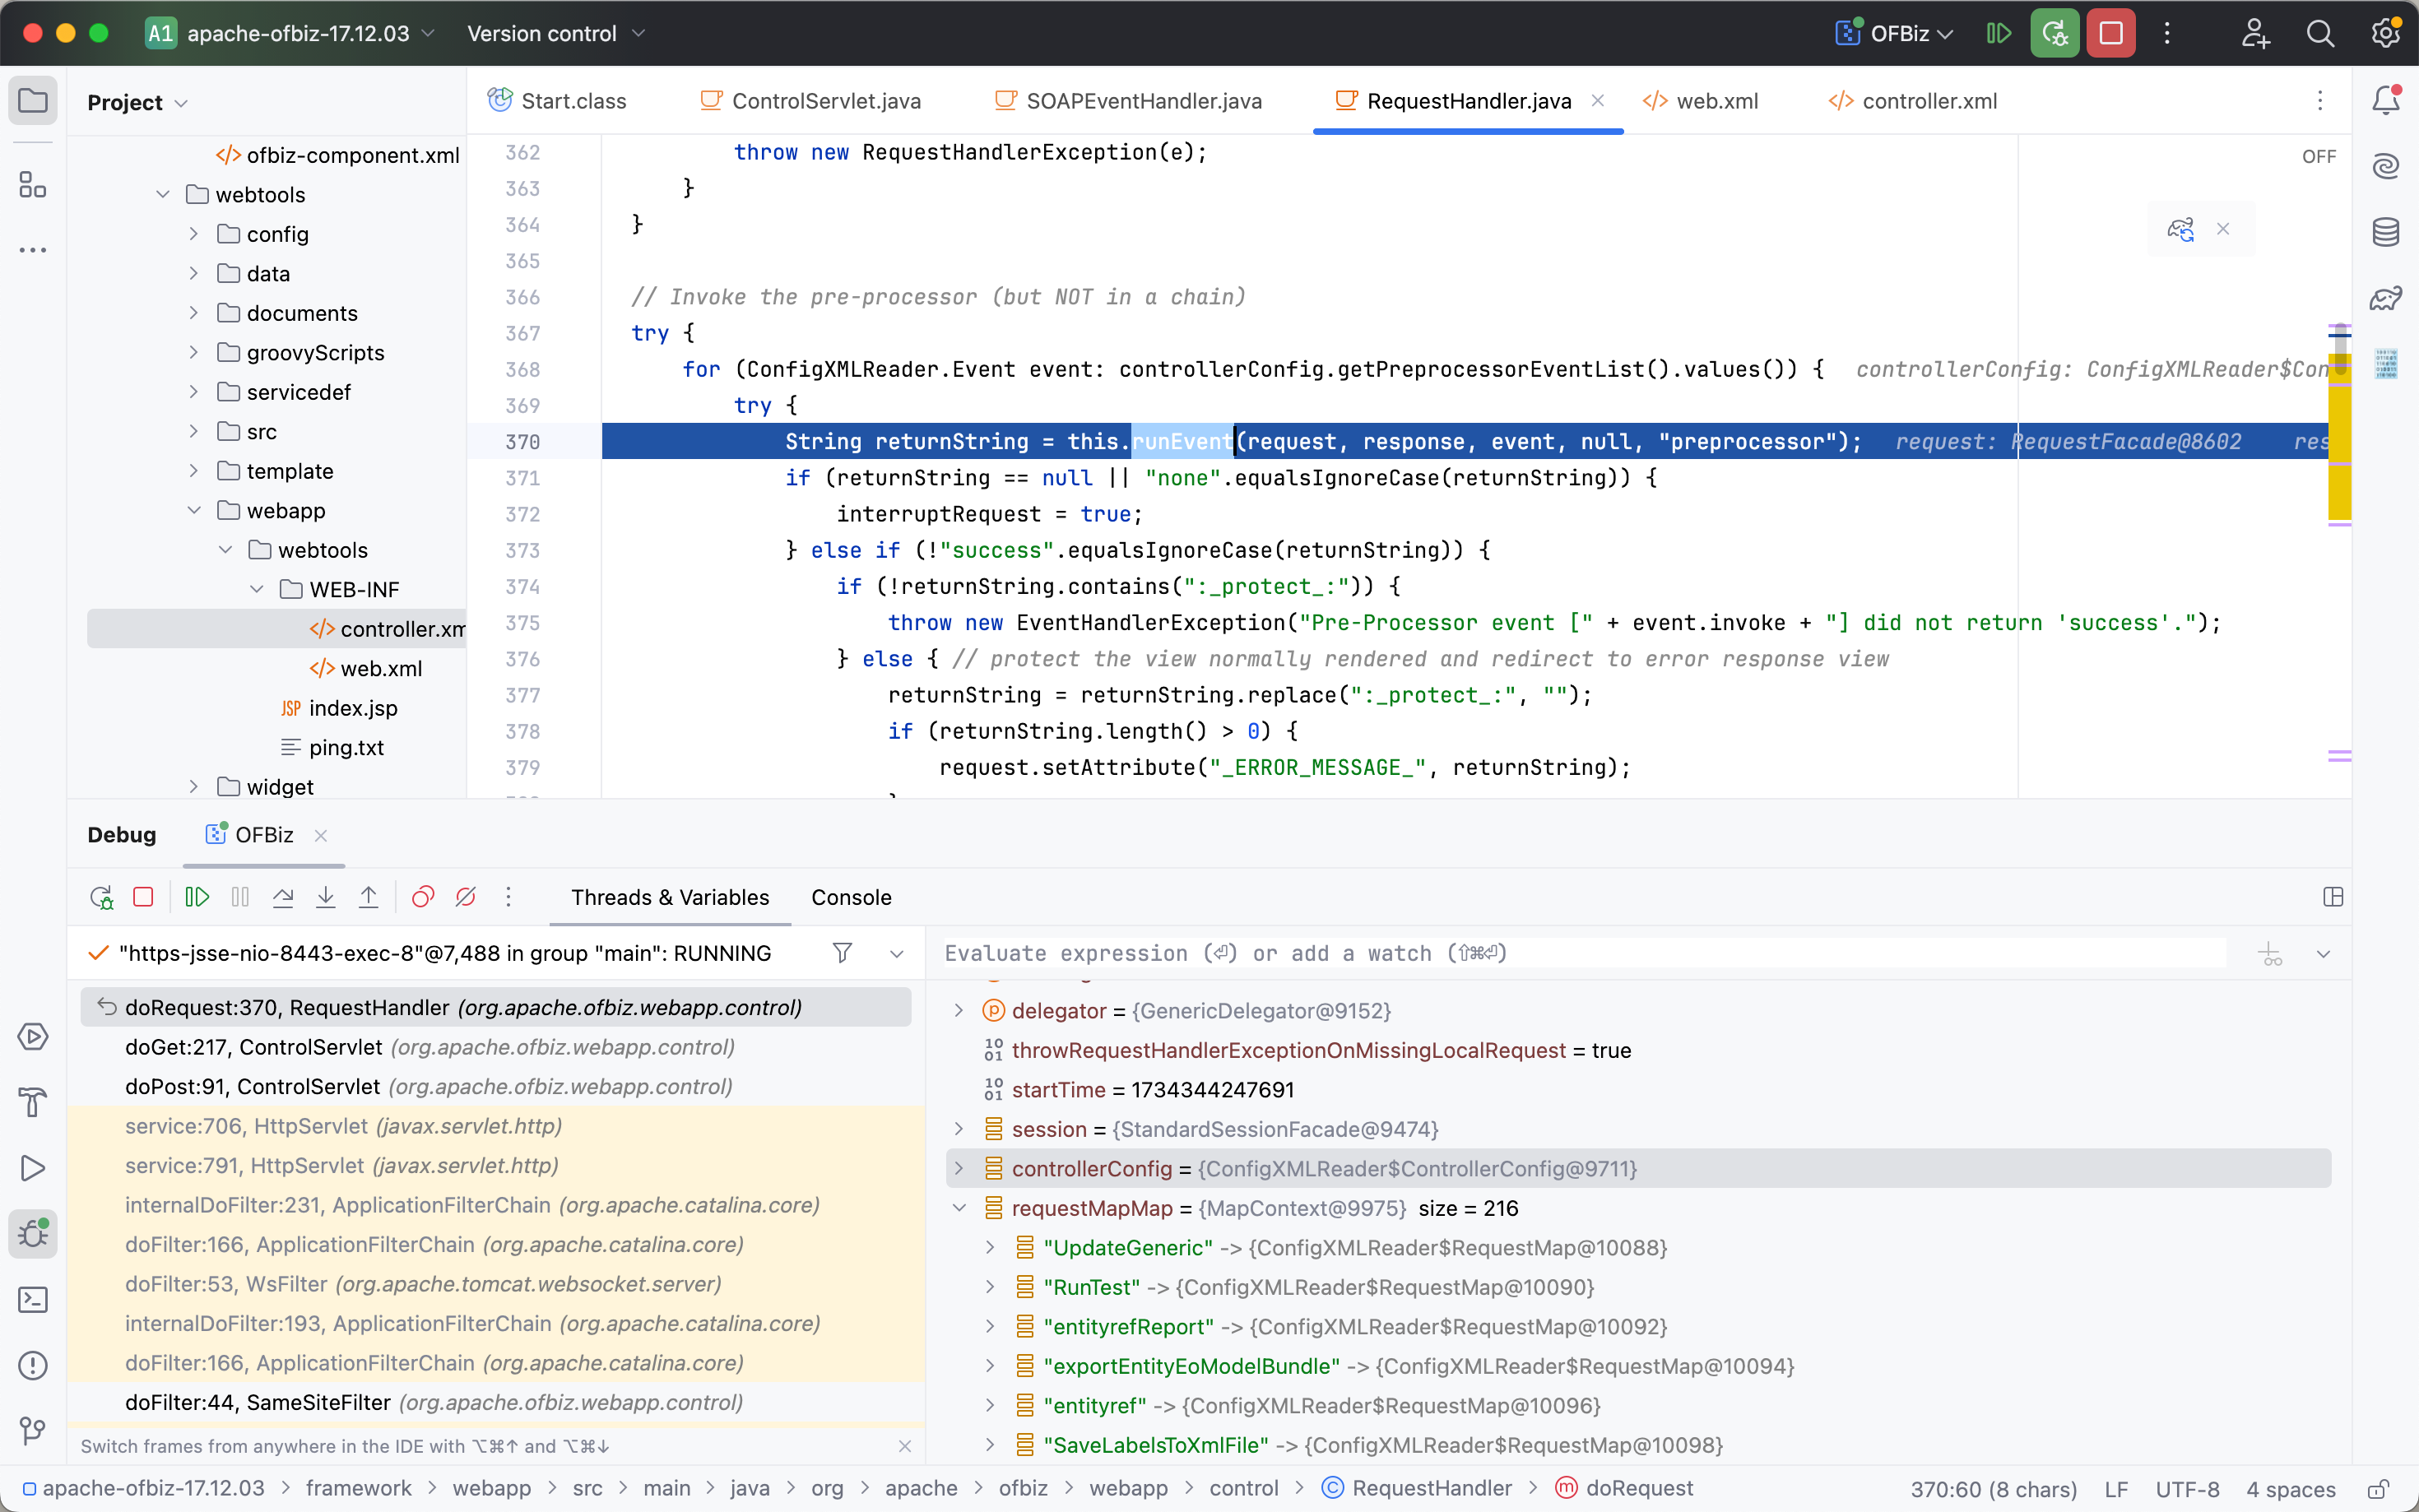 A1 apache-ofbiz-17.12.03 Version control OFBiz
Project
Start.class ControlServlet.java SOAPEventHandler.java RequestHandler.java web.xml controller.xml
ofbiz-component.xml
webtools
config
data
documents
groovyScripts
servicedef
src
template
webapp
webtools
WEB-INF
controller.xm
web.xml
JSP index.jsp
ping.txt
widget
OFF
362 throw new RequestHandlerException(e);
363 }
364 }
365
366 // Invoke the pre-processor (but NOT in a chain)
367 try {
368 for (ConfigXMLReader.Event event: controllerConfig.getPreprocessorEventList().values()) { controllerConfig: ConfigXMLReader$Con
369 try {
370 String returnString = this.runEvent(request, response, event, null, "preprocessor"); request: RequestFacade@8602 res
371 if (returnString == null || "none".equalsIgnoreCase(returnString)) {
372 interruptRequest = true;
373 } else if (!"success".equalsIgnoreCase(returnString)) {
374 if (!returnString.contains(":_protect_:")) {
375 throw new EventHandlerException("Pre-Processor event [" + event.invoke + "] did not return 'success'.");
376 } else { // protect the view normally rendered and redirect to error response view
377 returnString = returnString.replace(":_protect_:", "");
378 if (returnString.length() > 0) {
379 request.setAttribute("_ERROR_MESSAGE_", returnString);
Debug OFBiz
Threads & Variables Console
"https-jsse-nio-8443-exec-8"@7,488 in group "main": RUNNING
doRequest:370, RequestHandler (org.apache.ofbiz.webapp.control)
doGet:217, ControlServlet (org.apache.ofbiz.webapp.control)
doPost:91, ControlServlet (org.apache.ofbiz.webapp.control)
service:706, HttpServlet (javax.servlet.http)
service:791, HttpServlet (javax.servlet.http)
internalDoFilter:231, ApplicationFilterChain (org.apache.catalina.core)
doFilter:166, ApplicationFilterChain (org.apache.catalina.core)
doFilter:53, WsFilter (org.apache.tomcat.websocket.server)
internalDoFilter:193, ApplicationFilterChain (org.apache.catalina.core)
doFilter:166, ApplicationFilterChain (org.apache.catalina.core)
doFilter:44, SameSiteFilter (org.apache.ofbiz.webapp.control)
Switch frames from anywhere in the IDE with ⌥⌘↑ and ⌥⌘↓
Evaluate expression (⏎) or add a watch (⇧⌘⏎)
delegator = {GenericDelegator@9152}
throwRequestHandlerExceptionOnMissingLocalRequest = true
startTime = 1734344247691
session = {StandardSessionFacade@9474}
controllerConfig = {ConfigXMLReader$ControllerConfig@9711}
requestMapMap = {MapContext@9975} size = 216
"UpdateGeneric" -> {ConfigXMLReader$RequestMap@10088}
"RunTest" -> {ConfigXMLReader$RequestMap@10090}
"entityrefReport" -> {ConfigXMLReader$RequestMap@10092}
"exportEntityEoModelBundle" -> {ConfigXMLReader$RequestMap@10094}
"entityref" -> {ConfigXMLReader$RequestMap@10096}
"SaveLabelsToXmlFile" -> {ConfigXMLReader$RequestMap@10098}
apache-ofbiz-17.12.03 > framework > webapp > src > main > java > org > apache > ofbiz > webapp > control > RequestHandler > doRequest 370:60 (8 chars) LF UTF-8 4 spaces